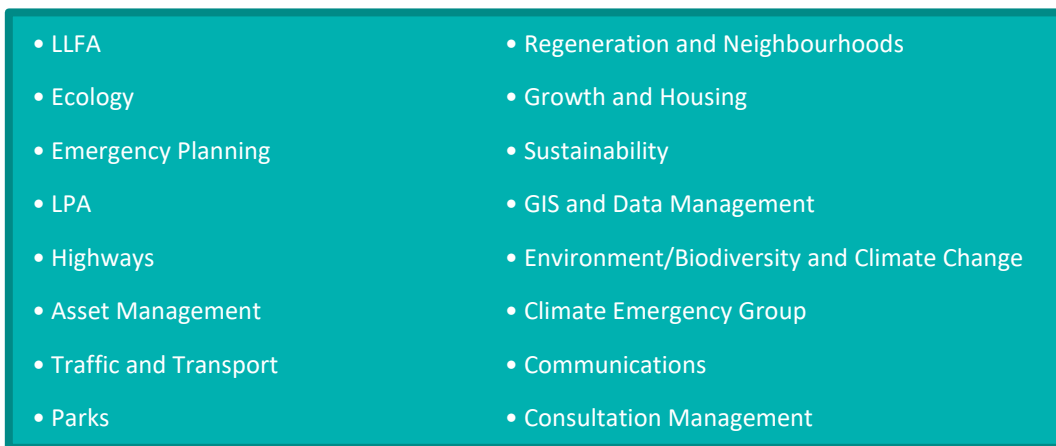 • LLFA
• Ecology
• Emergency Planning
• LPA
• Highways
• Asset Management
• Traffic and Transport
• Parks
• Regeneration and Neighbourhoods
• Growth and Housing
• Sustainability
• GIS and Data Management
• Environment/Biodiversity and Climate Change
• Climate Emergency Group
• Communications
• Consultation Management